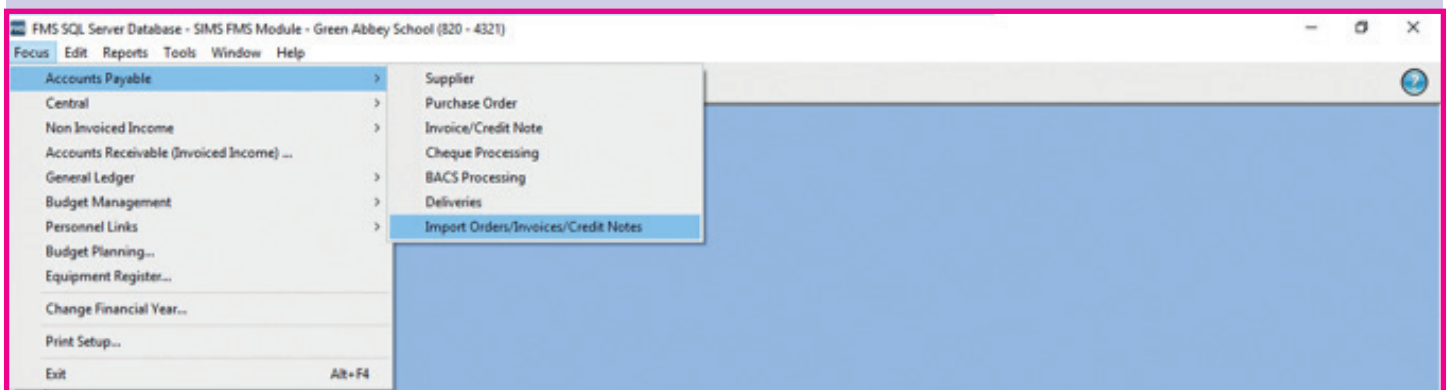 FMS SQL Server Database - SIMS FMS Module - Green Abbey School (820 - 4321)
Focus Edit Reports Tools Window Help
Accounts Payable
Central
Non Invoiced Income
Accounts Receivable (Invoiced Income) ...
General Ledger
Budget Management
Personnel Links
Budget Planning...
Equipment Register...
Change Financial Year...
Print Setup...
Exit Alt+F4
Supplier
Purchase Order
Invoice/Credit Note
Cheque Processing
BACS Processing
Deliveries
Import Orders/Invoices/Credit Notes